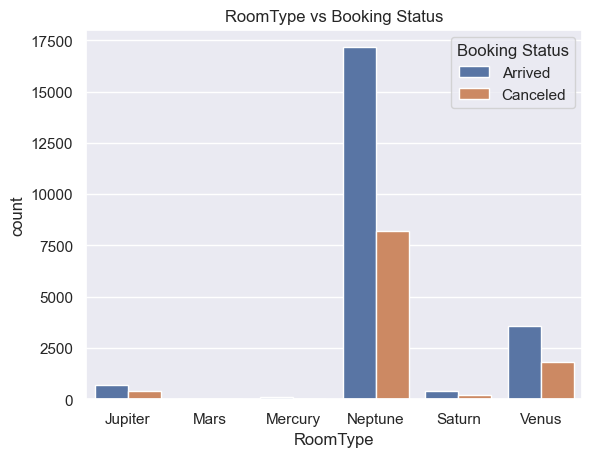 RoomType vs Booking Status
Booking Status
Arrived
Canceled
17500
15000
12500
10000
7500
5000
2500
0
count
Jupiter Mars Mercury Neptune Saturn Venus
RoomType